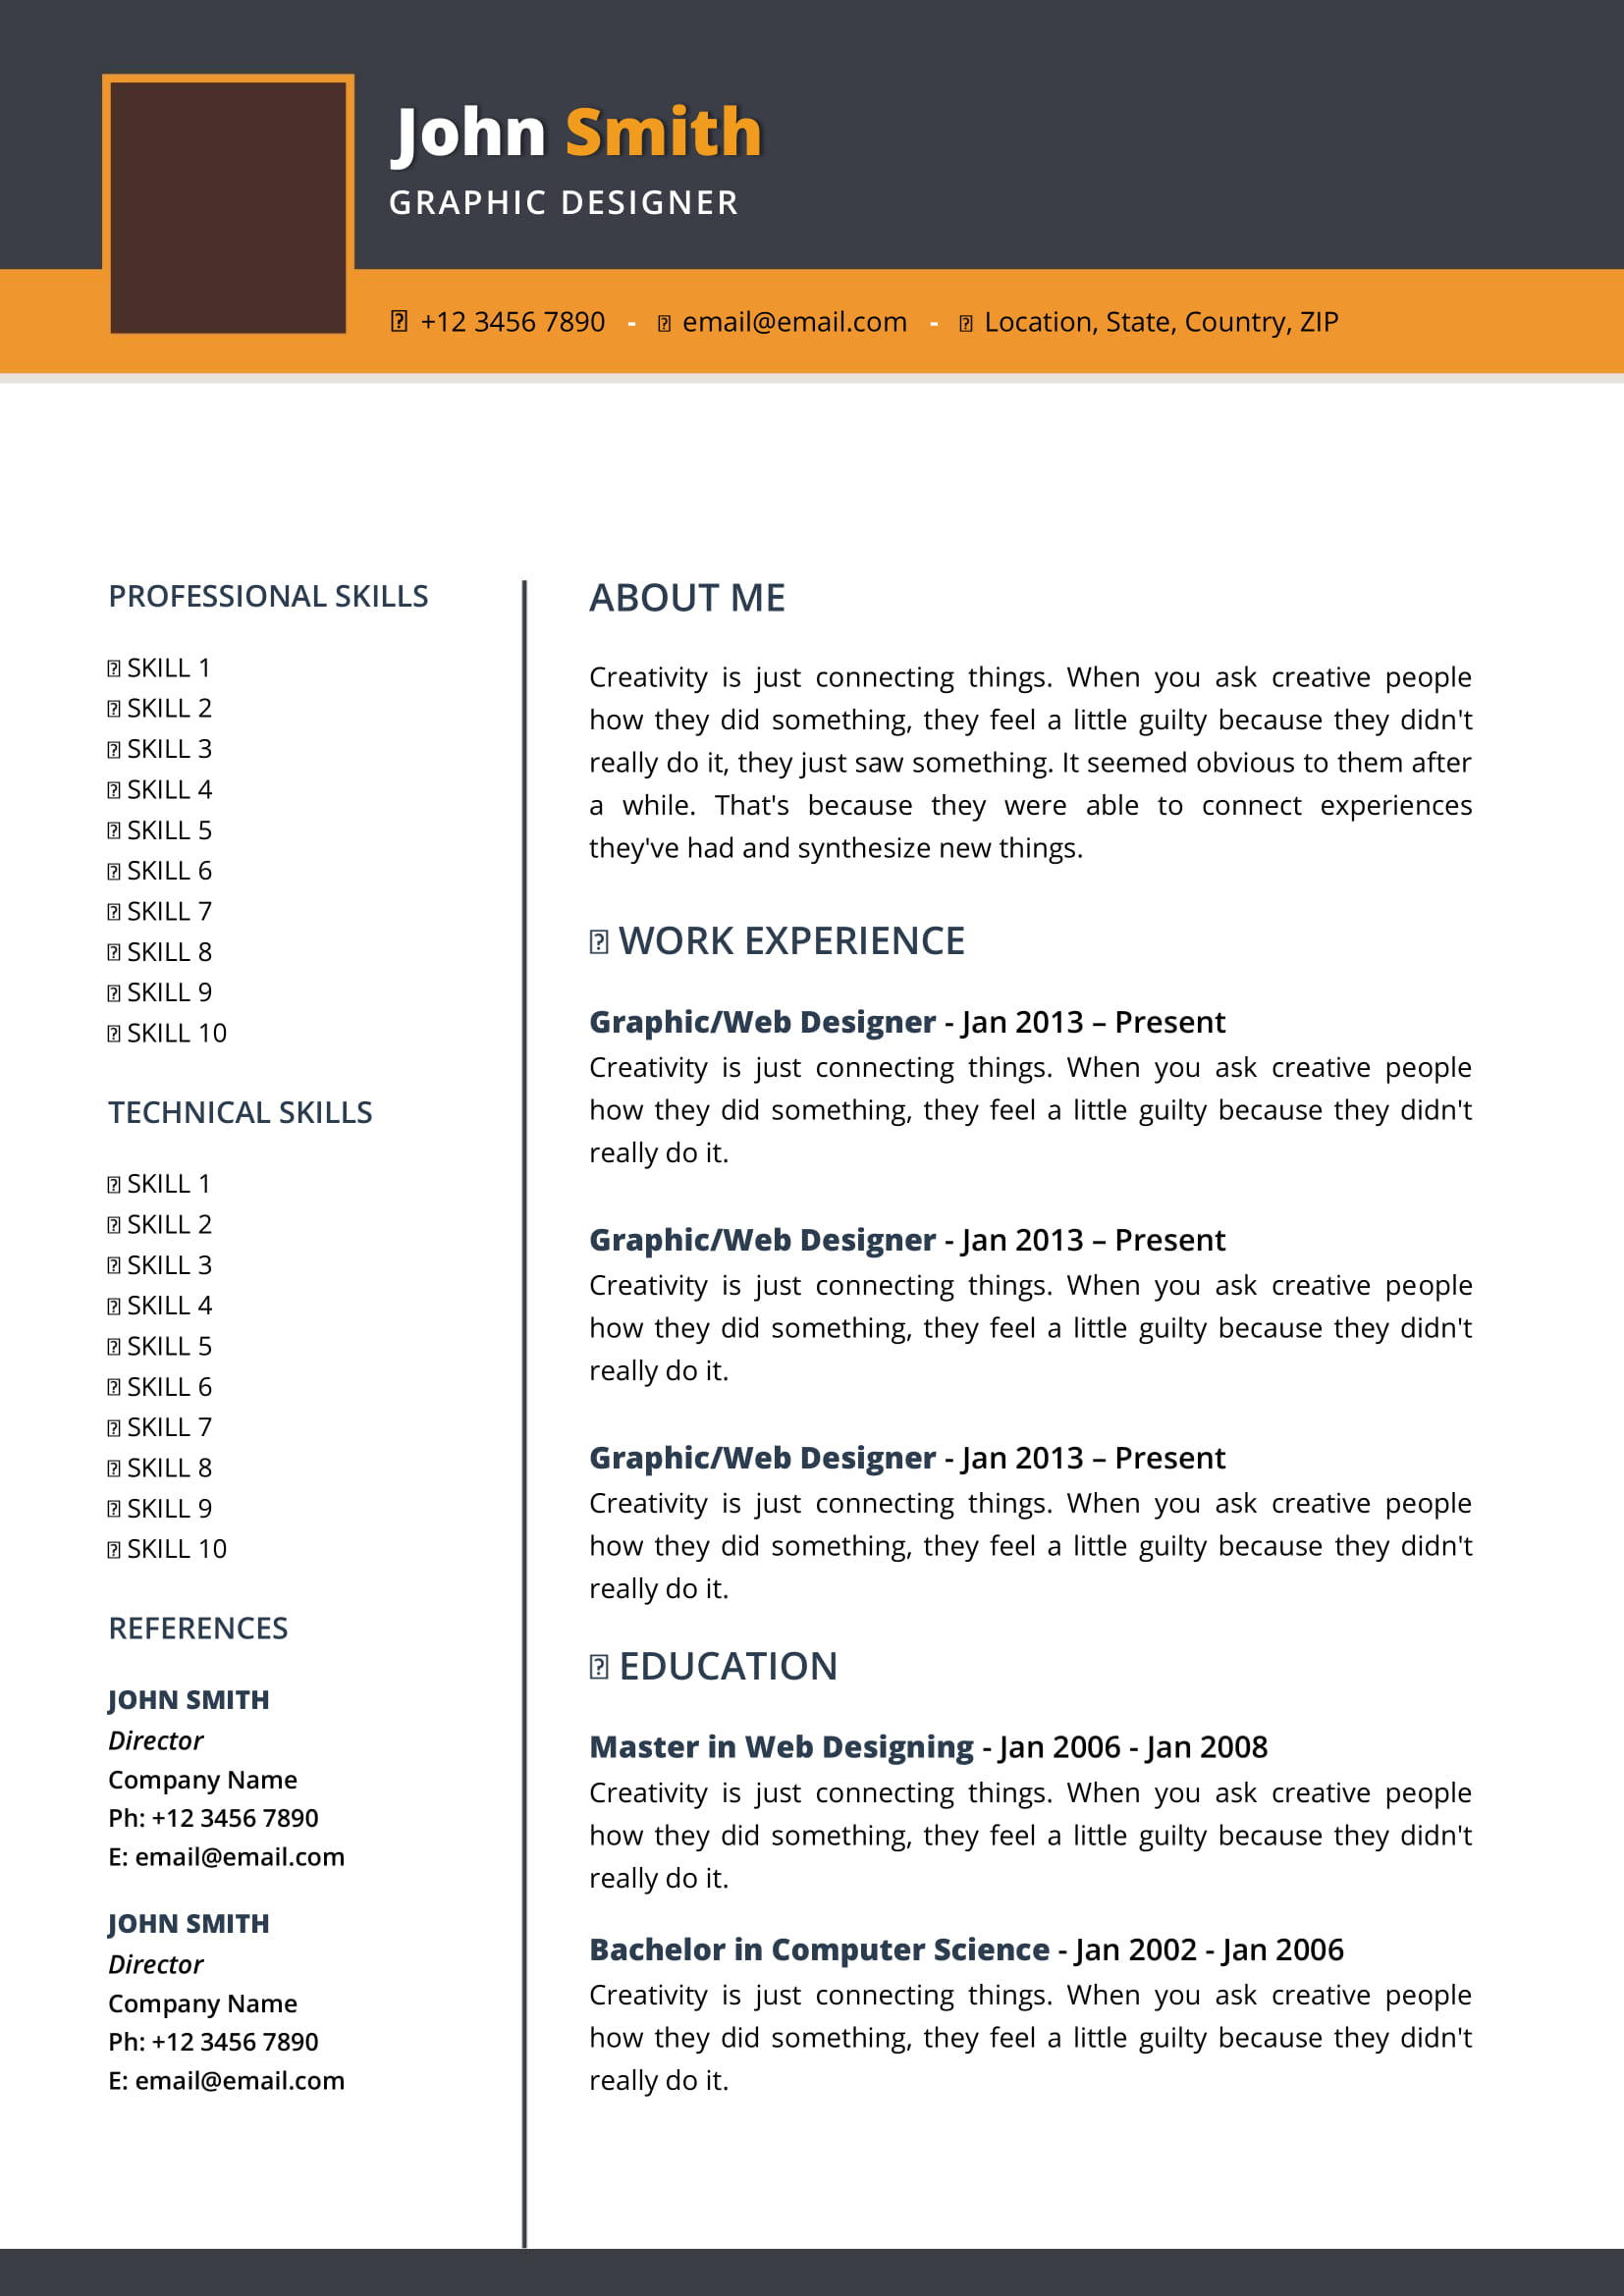 John Smith
GRAPHIC DESIGNER
+12 3456 7890 - email@email.com - Location, State, Country, ZIP
PROFESSIONAL SKILLS
SKILL 1
SKILL 2
SKILL 3
SKILL 4
SKILL 5
SKILL 6
SKILL 7
SKILL 8
SKILL 9
SKILL 10
TECHNICAL SKILLS
SKILL 1
SKILL 2
SKILL 3
SKILL 4
SKILL 5
SKILL 6
SKILL 7
SKILL 8
SKILL 9
SKILL 10
REFERENCES
JOHN SMITH
Director
Company Name
Ph: +12 3456 7890
E: email@email.com
JOHN SMITH
Director
Company Name
Ph: +12 3456 7890
E: email@email.com
ABOUT ME
Creativity is just connecting things. When you ask creative people
how they did something, they feel a little guilty because they didn't
really do it, they just saw something. It seemed obvious to them after
a while. That's because they were able to connect experiences
they've had and synthesize new things.
WORK EXPERIENCE
Graphic/Web Designer - Jan 2013 – Present
Creativity is just connecting things. When you ask creative people
how they did something, they feel a little guilty because they didn't
really do it.
Graphic/Web Designer - Jan 2013 – Present
Creativity is just connecting things. When you ask creative people
how they did something, they feel a little guilty because they didn't
really do it.
Graphic/Web Designer - Jan 2013 – Present
Creativity is just connecting things. When you ask creative people
how they did something, they feel a little guilty because they didn't
really do it.
EDUCATION
Master in Web Designing - Jan 2006 - Jan 2008
Creativity is just connecting things. When you ask creative people
how they did something, they feel a little guilty because they didn't
really do it.
Bachelor in Computer Science - Jan 2002 - Jan 2006
Creativity is just connecting things. When you ask creative people
how they did something, they feel a little guilty because they didn't
really do it.